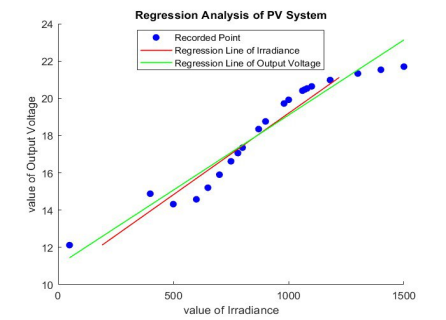 Regression Analysis of PV System
Recorded Point
Regression Line of Irradiance
Regression Line of Output Voltage
value of Output Voltage
24
22
20
18
16
14
12
10
0
500
1000
1500
value of Irradiance